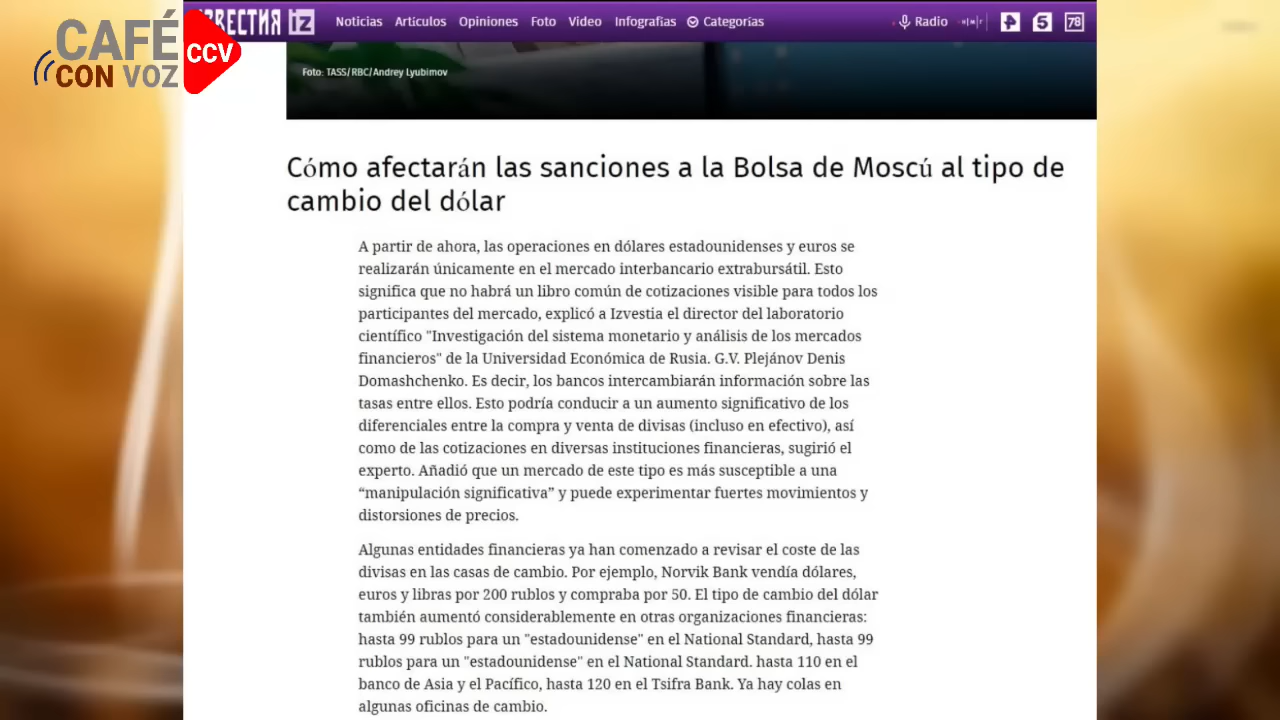 CAFÉ
CON VOZ
CCV
ИЗВЕСТИЯ iz
Noticias Artículos Opiniones Foto Video Infografias Categorías Radio 5 78
Foto: TASS/RBC/Andrey Lyubimov
Cómo afectarán las sanciones a la Bolsa de Moscú al tipo de
cambio del dólar
A partir de ahora, las operaciones en dólares estadounidenses y euros se
realizarán únicamente en el mercado interbancario extrabursátil. Esto
significa que no habrá un libro común de cotizaciones visible para todos los
participantes del mercado, explicó a Izvestia el director del laboratorio
científico "Investigación del sistema monetario y análisis de los mercados
financieros" de la Universidad Económica de Rusia. G.V. Plejánov Denis
Domashchenko. Es decir, los bancos intercambiarán información sobre las
tasas entre ellos. Esto podría conducir a un aumento significativo de los
diferenciales entre la compra y venta de divisas (incluso en efectivo), así
como de las cotizaciones en diversas instituciones financieras, sugirió el
experto. Añadió que un mercado de este tipo es más susceptible a una
“manipulación significativa” y puede experimentar fuertes movimientos y
distorsiones de precios.
Algunas entidades financieras ya han comenzado a revisar el coste de las
divisas en las casas de cambio. Por ejemplo, Norvik Bank vendía dólares,
euros y libras por 200 rublos y compraba por 50. El tipo de cambio del dólar
también aumentó considerablemente en otras organizaciones financieras:
hasta 99 rublos para un "estadounidense" en el National Standard, hasta 99
rublos para un "estadounidense" en el National Standard. hasta 110 en el
banco de Asia y el Pacífico, hasta 120 en el Tsifra Bank. Ya hay colas en
algunas oficinas de cambio.